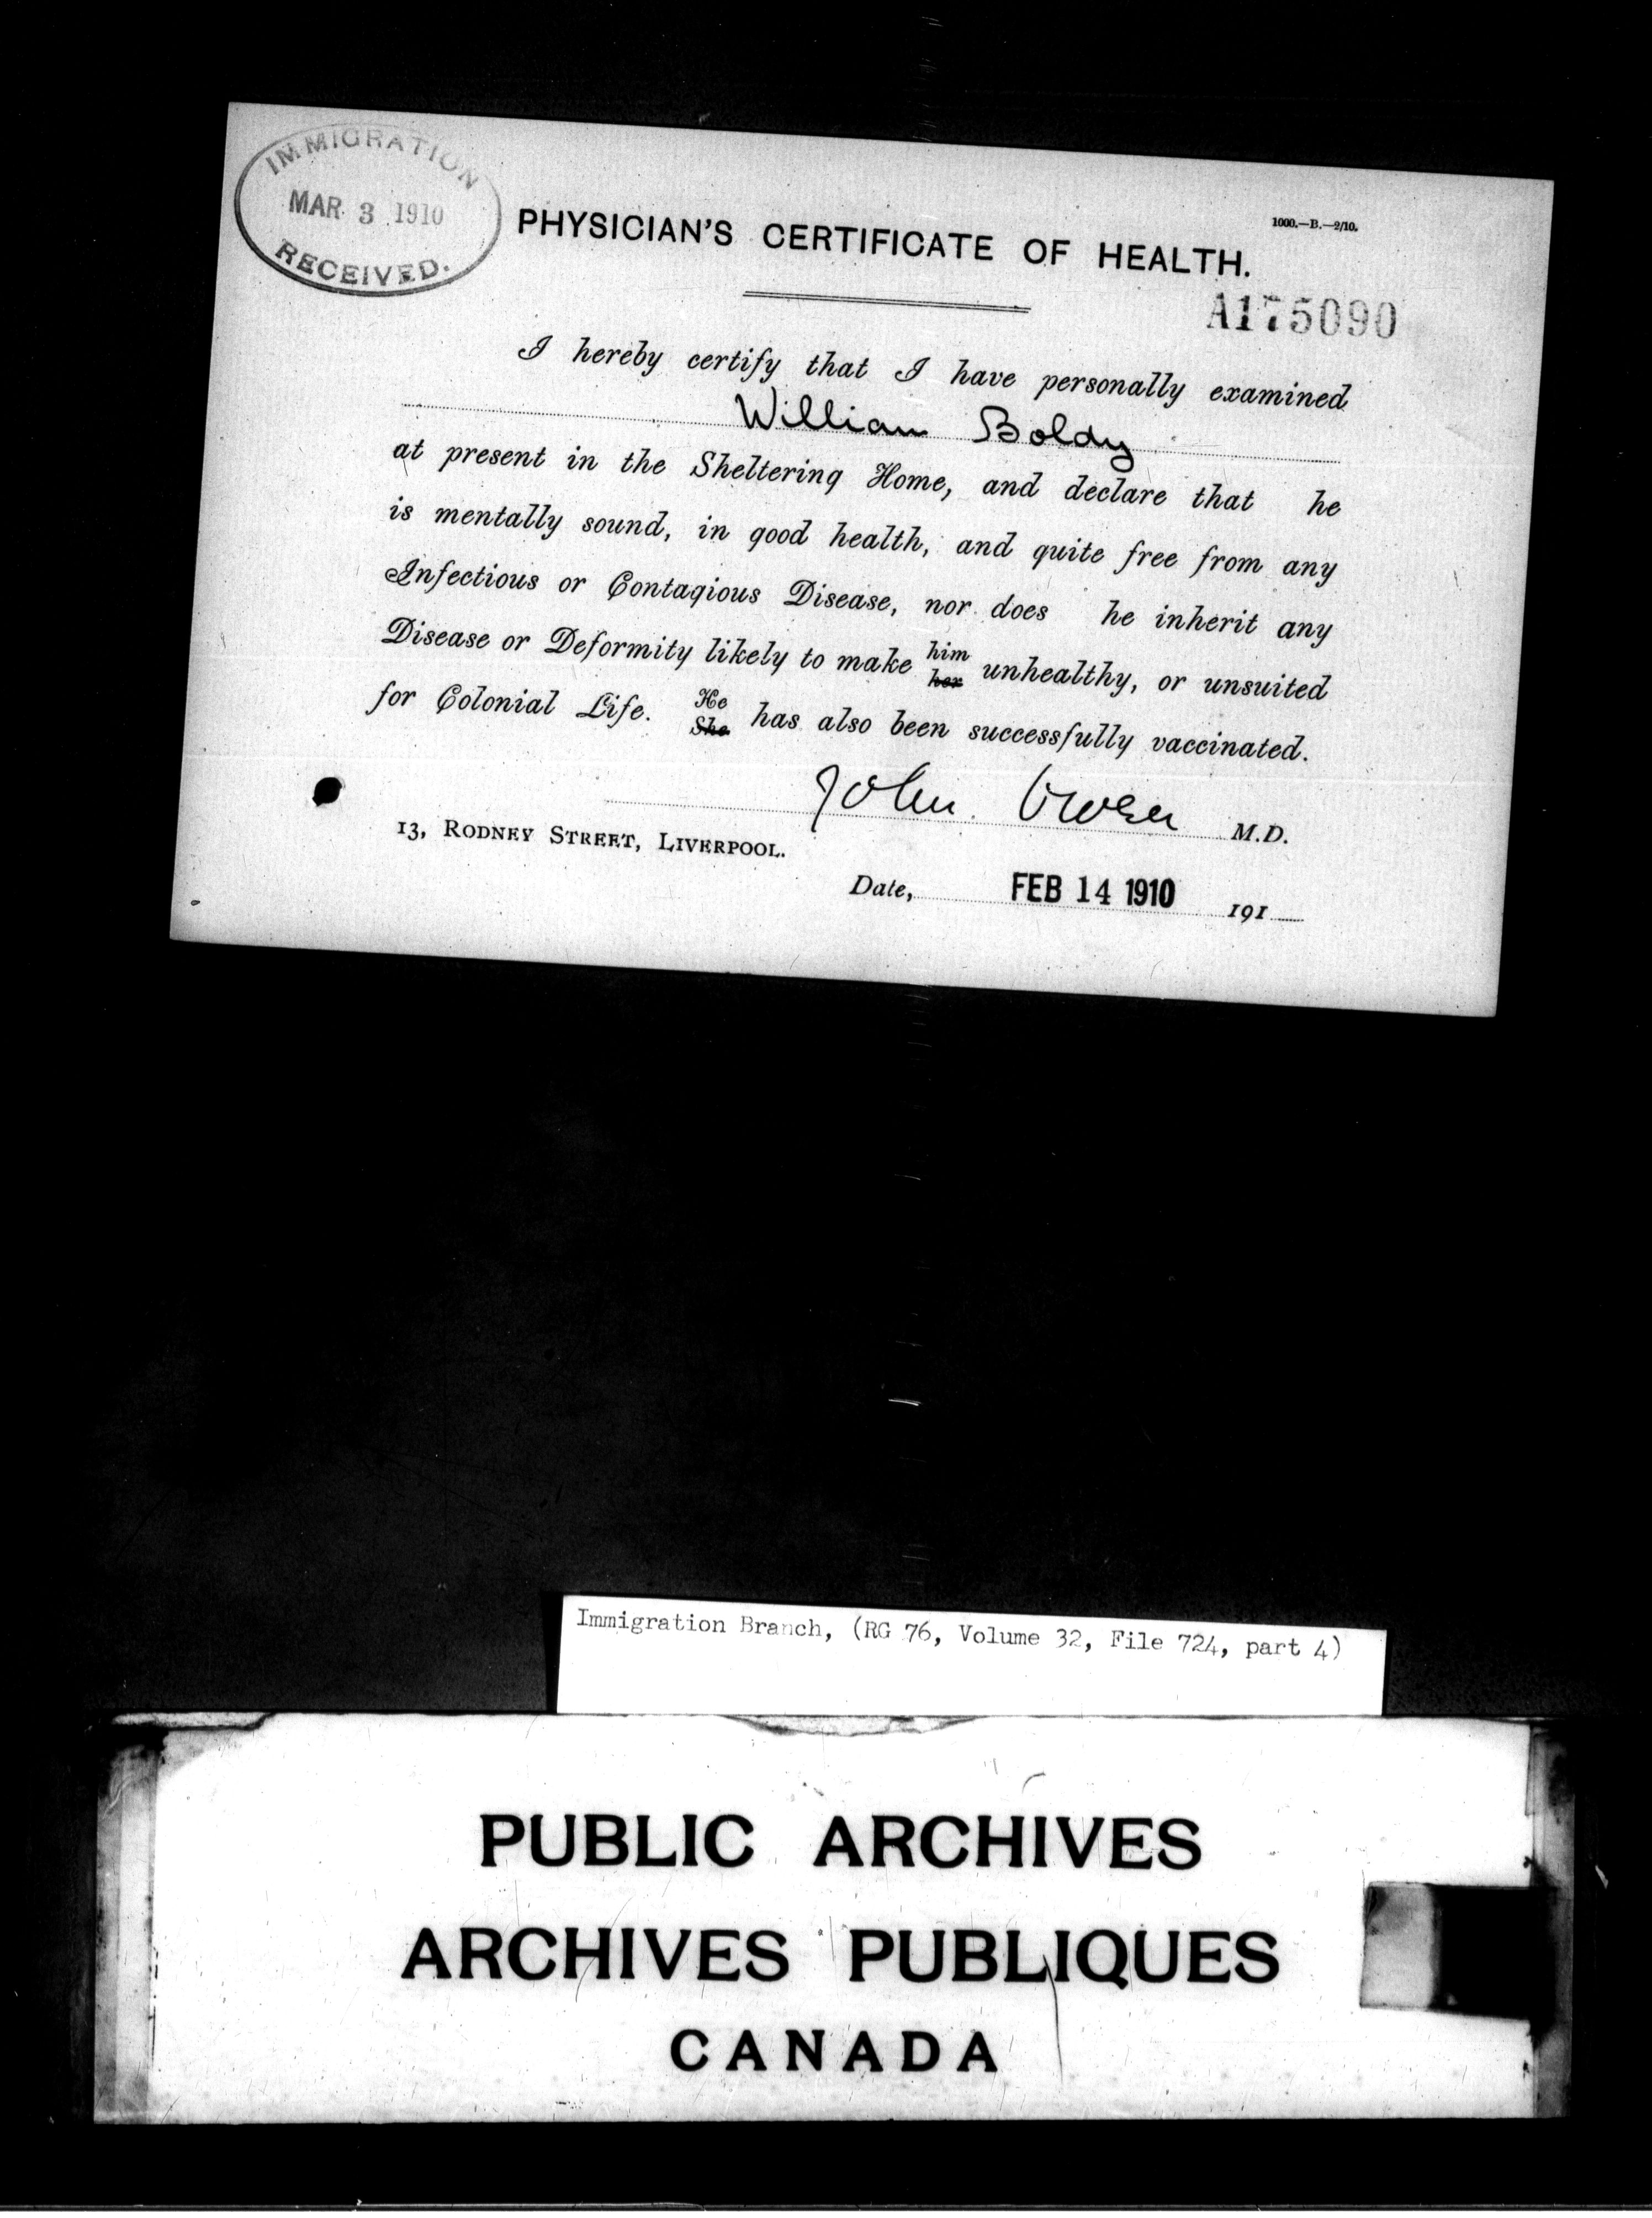 IMMIGRATION
MAR 3 1910
RECEIVED.
1000.—B.—2/10.
PHYSICIAN'S CERTIFICATE OF HEALTH.
A175090
I hereby certify that I have personally examined
William Boldy
at present in the Sheltering Home, and declare that he
is mentally sound, in good health, and quite free from any
Infectious or Contagious Disease, nor does he inherit any
Disease or Deformity likely to make him her unhealthy, or unsuited
for Colonial Life. He She has also been successfully vaccinated.
John Owen M.D.
13, RODNEY STREET, LIVERPOOL.
Date, FEB 14 1910 191
Immigration Branch, (RG 76, Volume 32, File 724, part 4)
PUBLIC ARCHIVES
ARCHIVES PUBLIQUES
CANADA